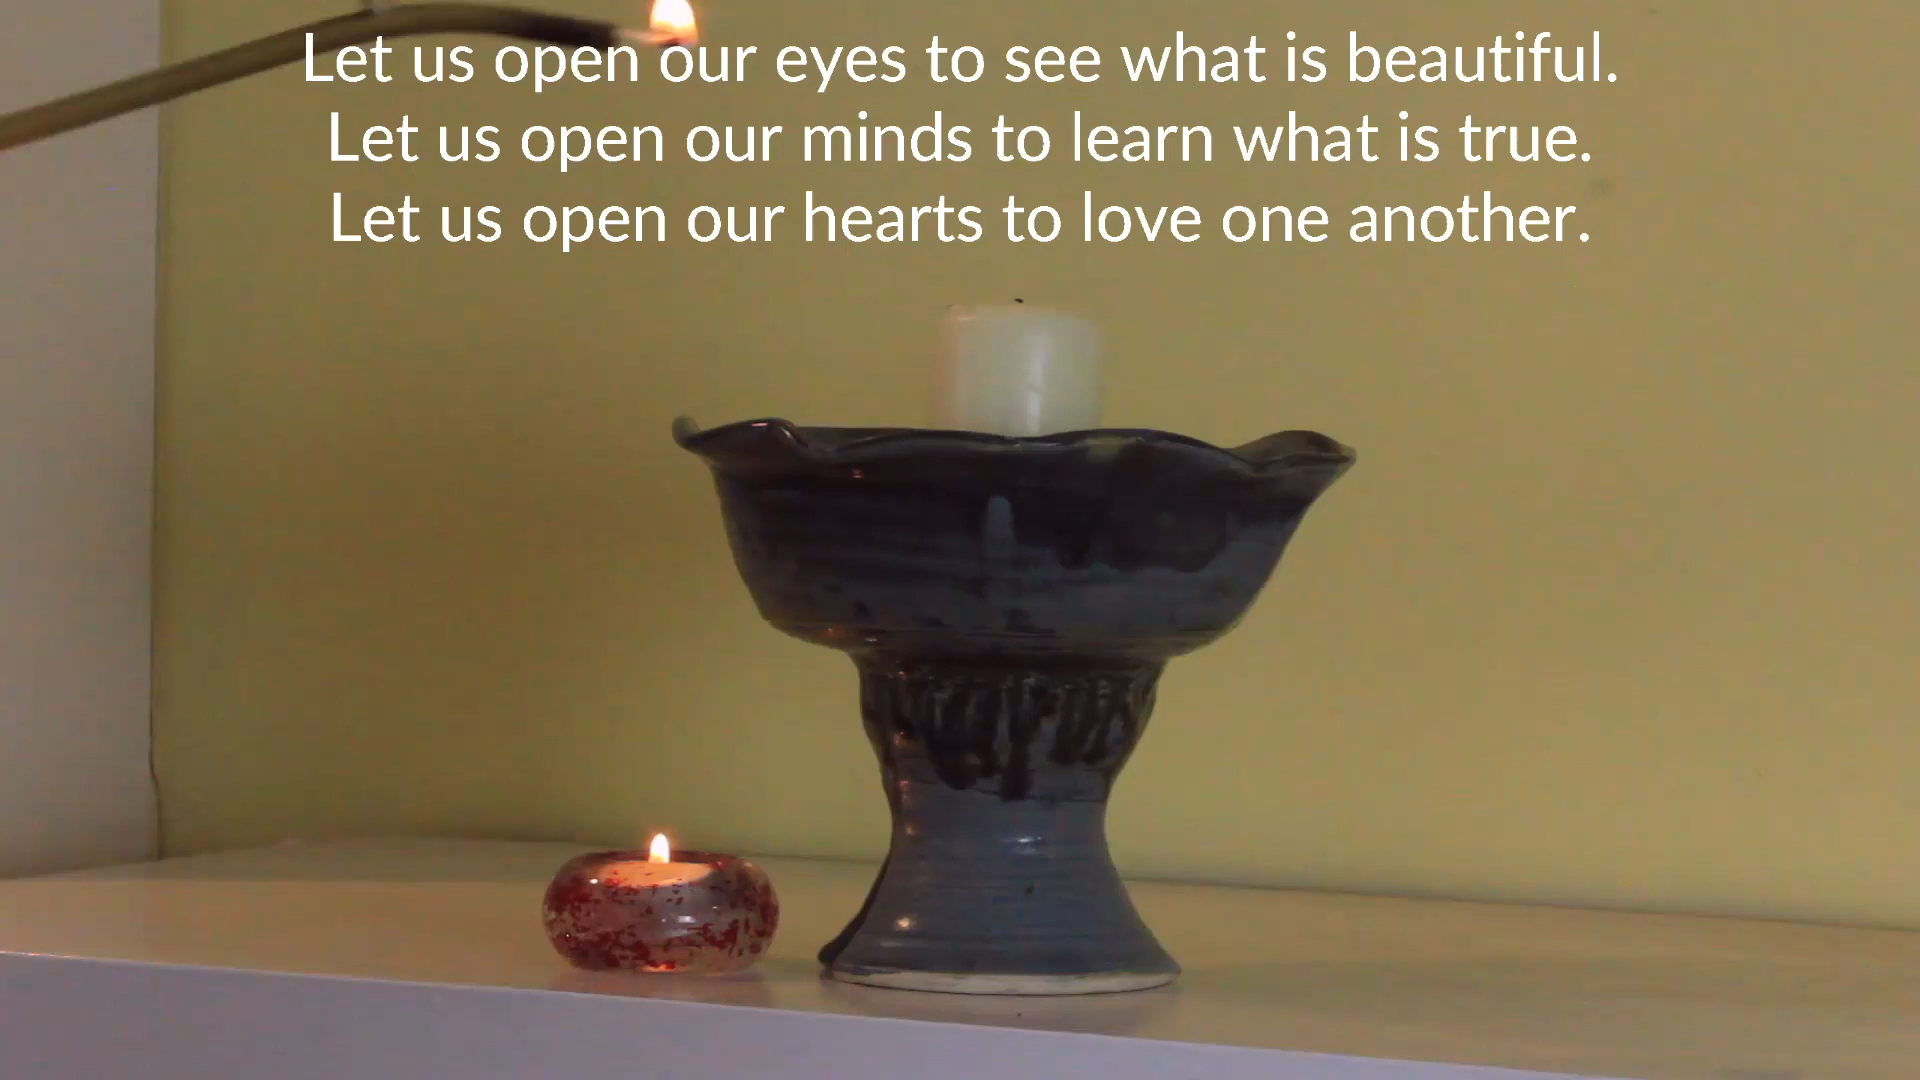 Let us open our eyes to see what is beautiful.
Let us open our minds to learn what is true.
Let us open our hearts to love one another.